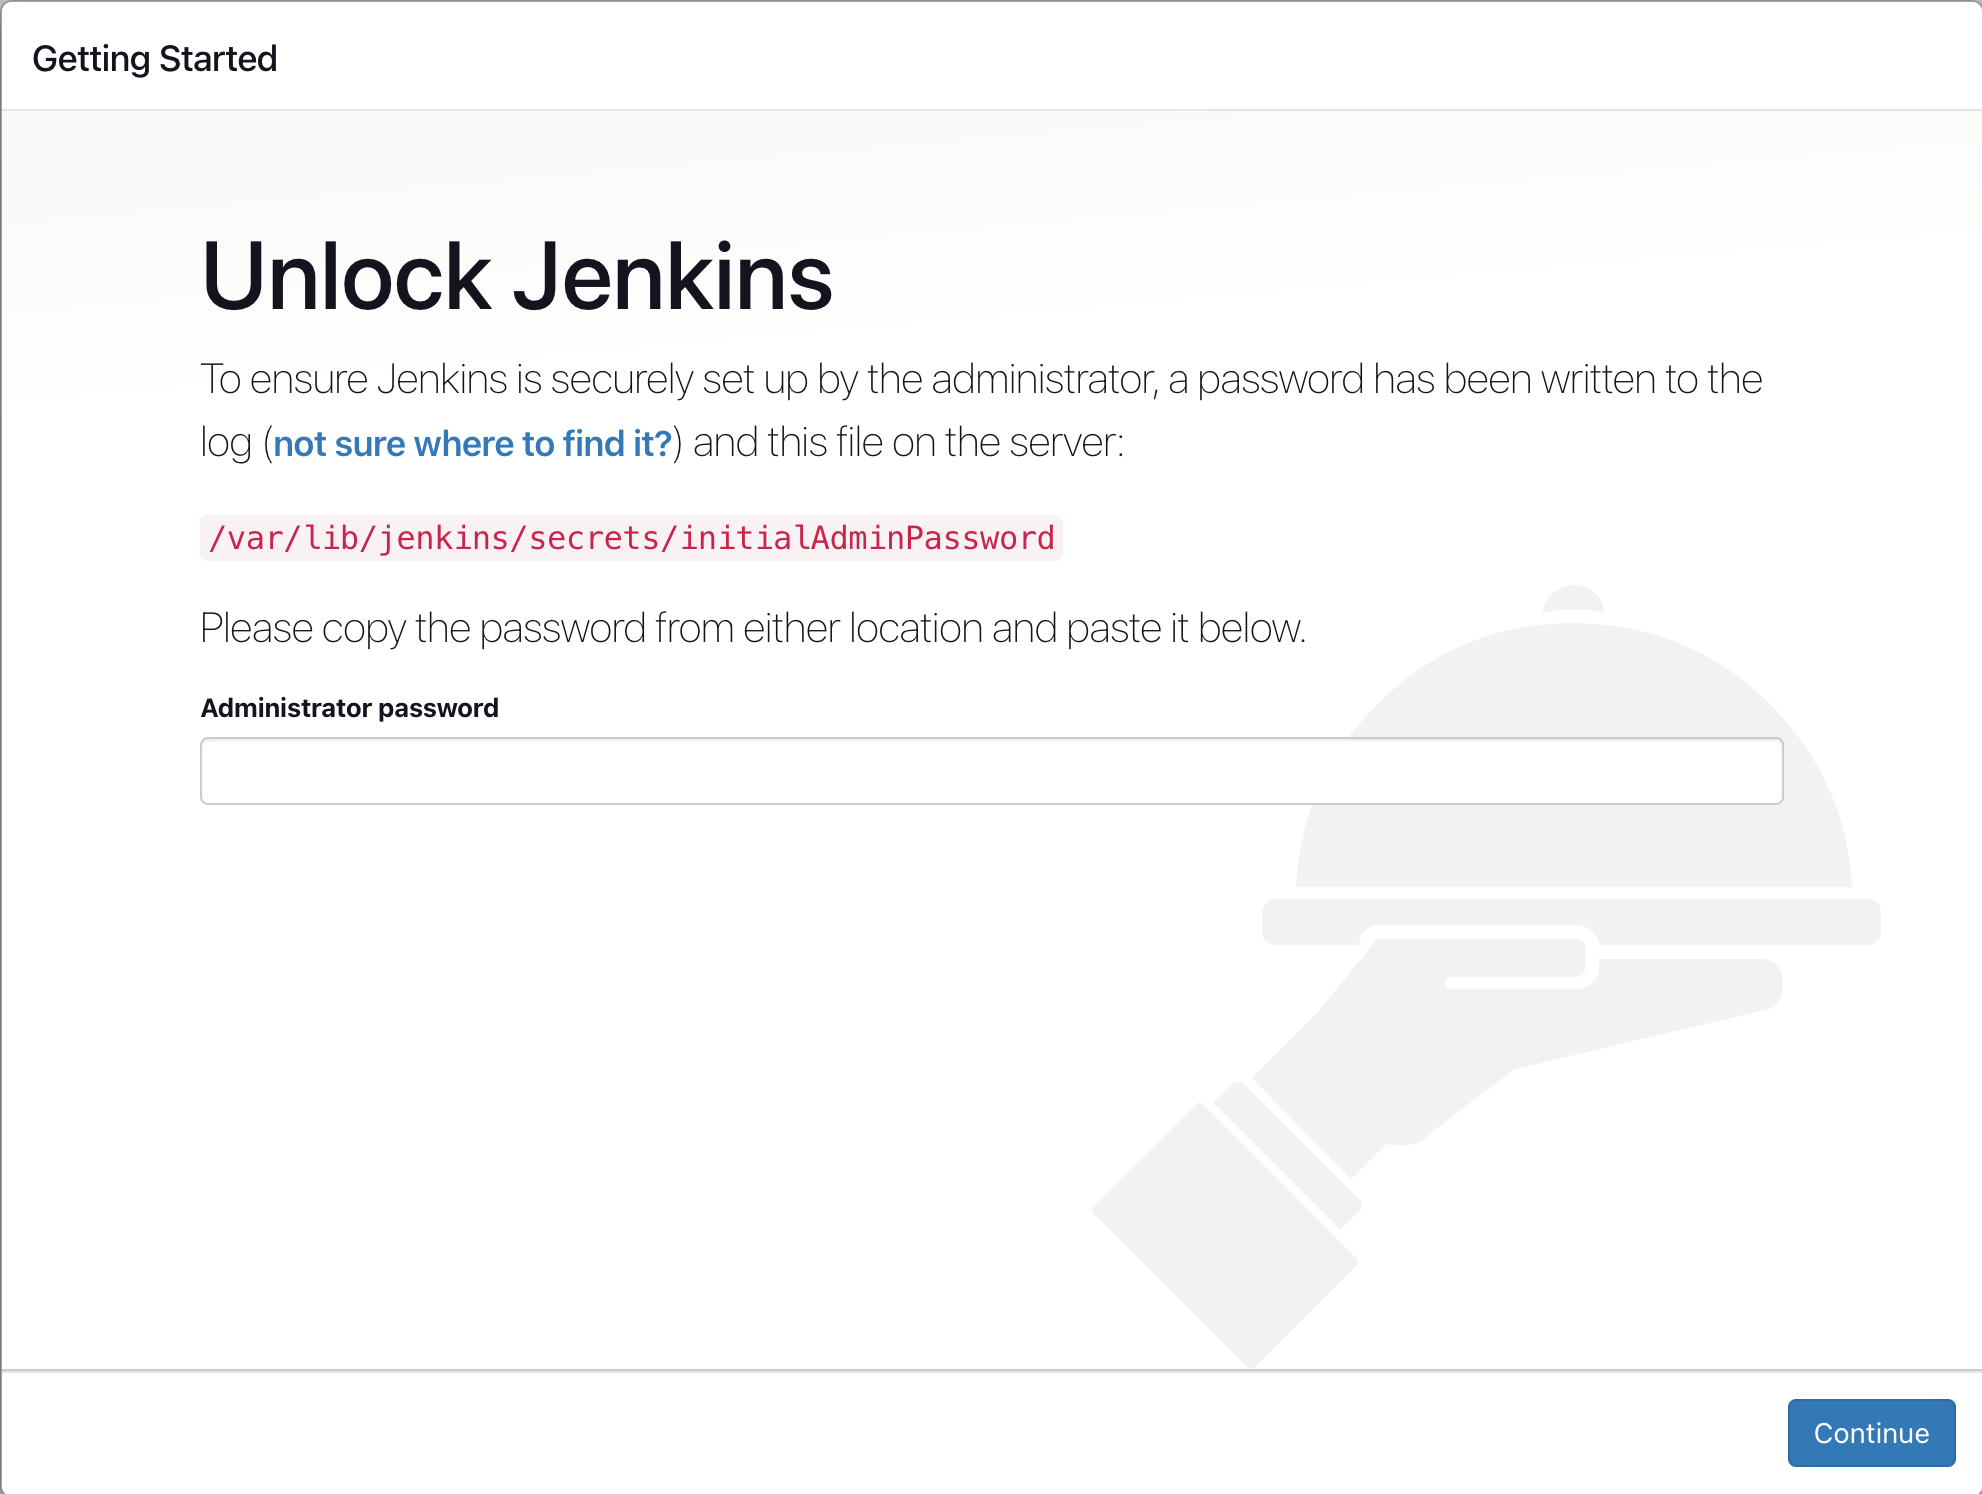 Getting Started
Unlock Jenkins
To ensure Jenkins is securely set up by the administrator, a password has been written to the
log (not sure where to find it?) and this file on the server:
/var/lib/jenkins/secrets/initialAdminPassword
Please copy the password from either location and paste it below.
Administrator password
Continue